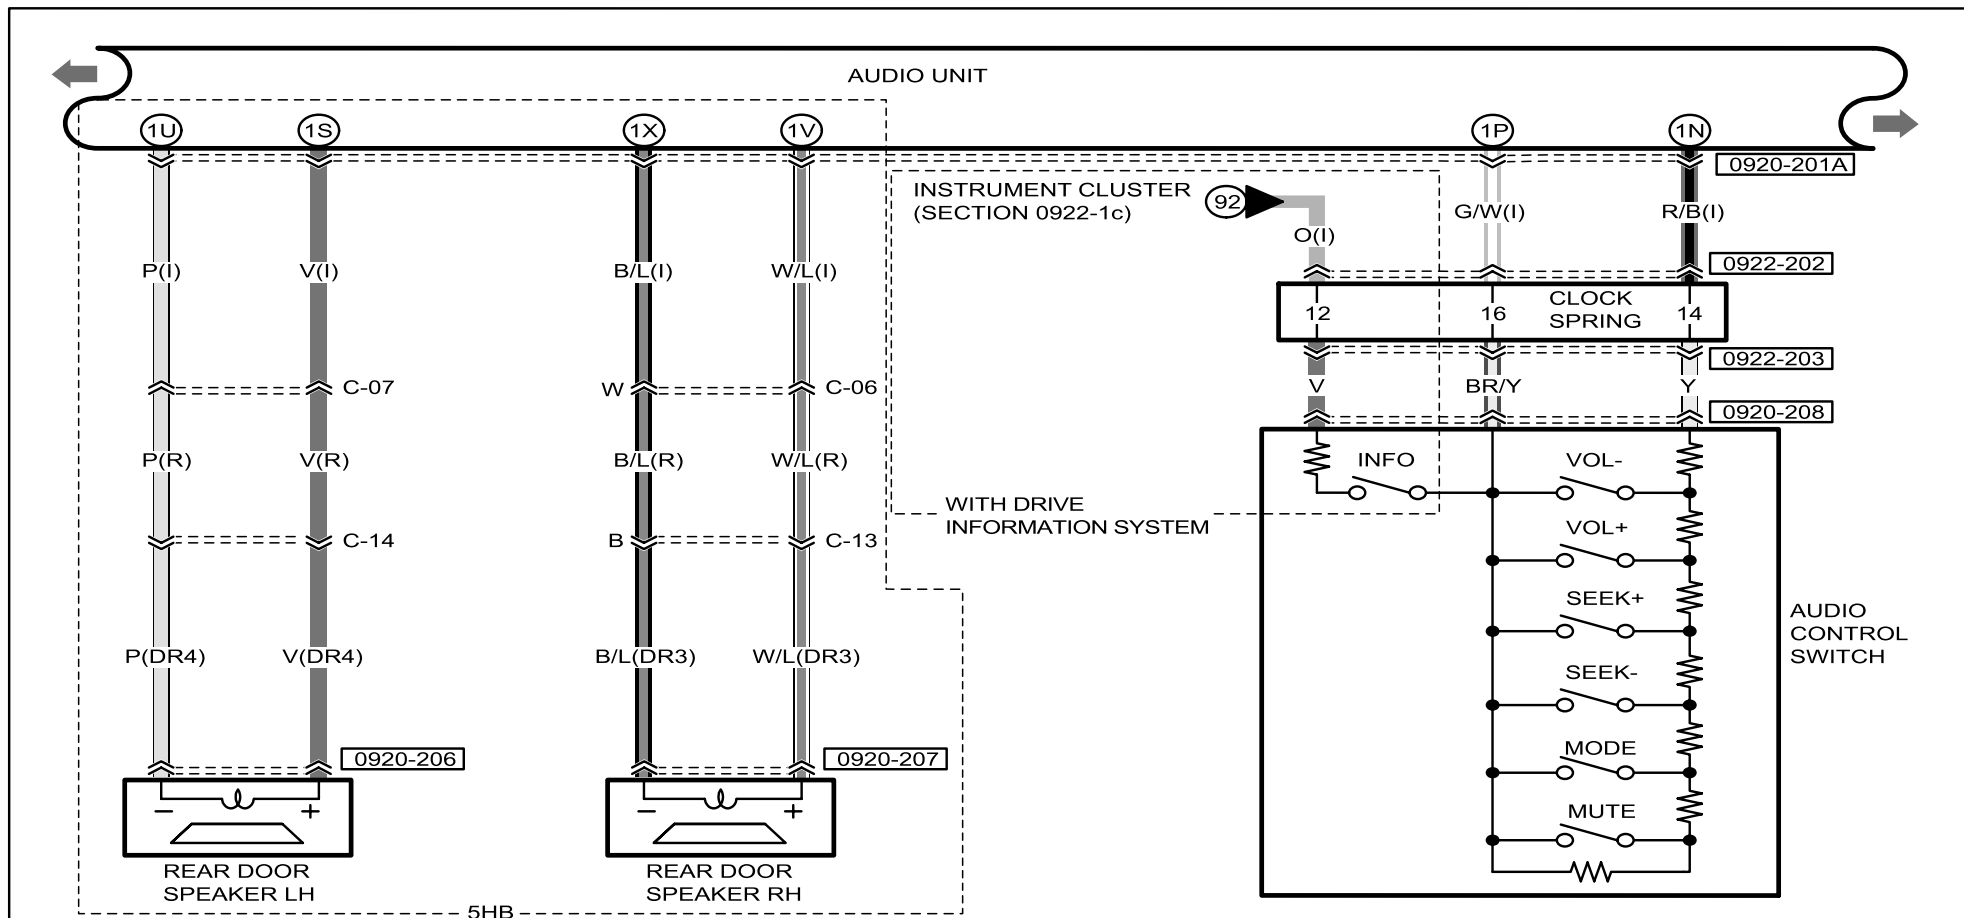 AUDIO UNIT
1U 1S 1X 1V 1P 1N
0920-201A
INSTRUMENT CLUSTER
(SECTION 0922-1c)
92
G/W(I) R/B(I)
O(I)
0922-202
P(I) V(I) B/L(I) W/L(I)
CLOCK
SPRING
12 16 14
0922-203
C-07 W C-06
V BR/Y Y
0920-208
P(R) V(R) B/L(R) W/L(R)
INFO VOL-
WITH DRIVE
INFORMATION SYSTEM
VOL+
C-14 B C-13
SEEK+
AUDIO
CONTROL
SWITCH
P(DR4) V(DR4) B/L(DR3) W/L(DR3)
SEEK-
MODE
0920-206 0920-207
− + − +
MUTE
REAR DOOR
SPEAKER LH
REAR DOOR
SPEAKER RH
5HB